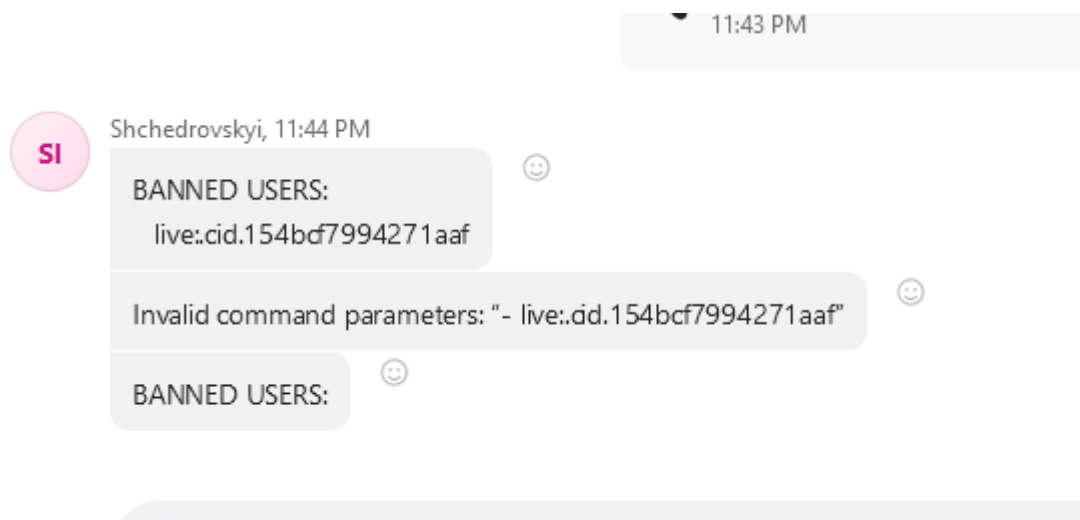 11:43 PM
SI
Shchedrovskyi, 11:44 PM
BANNED USERS:
live:.cid.154bcf7994271aaf
Invalid command parameters: "- live:.cid.154bcf7994271aaf"
BANNED USERS: